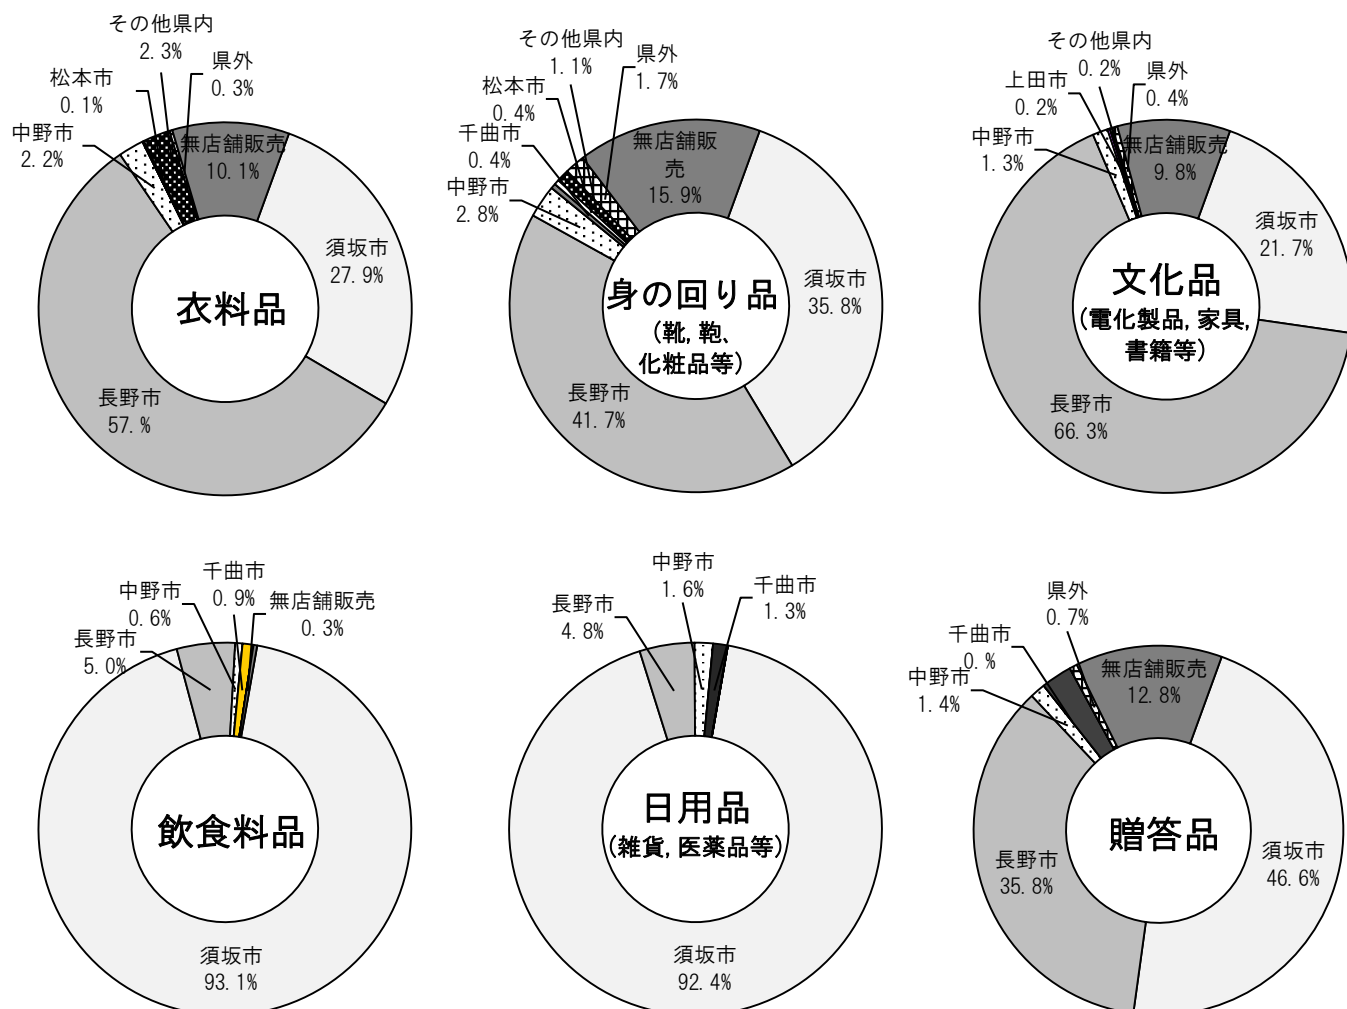 その他県内
2.3%
県外
0.3%
松本市
0.1%
中野市
2.2%
無店舗販売
10.1%
須坂市
27.9%
衣料品
長野市
57.%
その他県内
1.1%
県外
1.7%
松本市
0.4%
千曲市
0.4%
中野市
2.8%
無店舗販
売
15.9%
須坂市
35.8%
身の回り品
(靴,鞄、
化粧品等)
長野市
41.7%
その他県内
0.2%
県外
0.4%
上田市
0.2%
中野市
1.3%
無店舗販売
9.8%
須坂市
21.7%
文化品
(電化製品,家具,
書籍等)
長野市
66.3%
千曲市
0.9%
中野市
0.6%
無店舗販売
0.3%
長野市
5.0%
飲食料品
須坂市
93.1%
中野市
1.6%
千曲市
1.3%
長野市
4.8%
日用品
(雑貨,医薬品等)
須坂市
92.4%
県外
0.7%
千曲市
0.%
中野市
1.4%
無店舗販売
12.8%
贈答品
長野市
35.8%
須坂市
46.6%